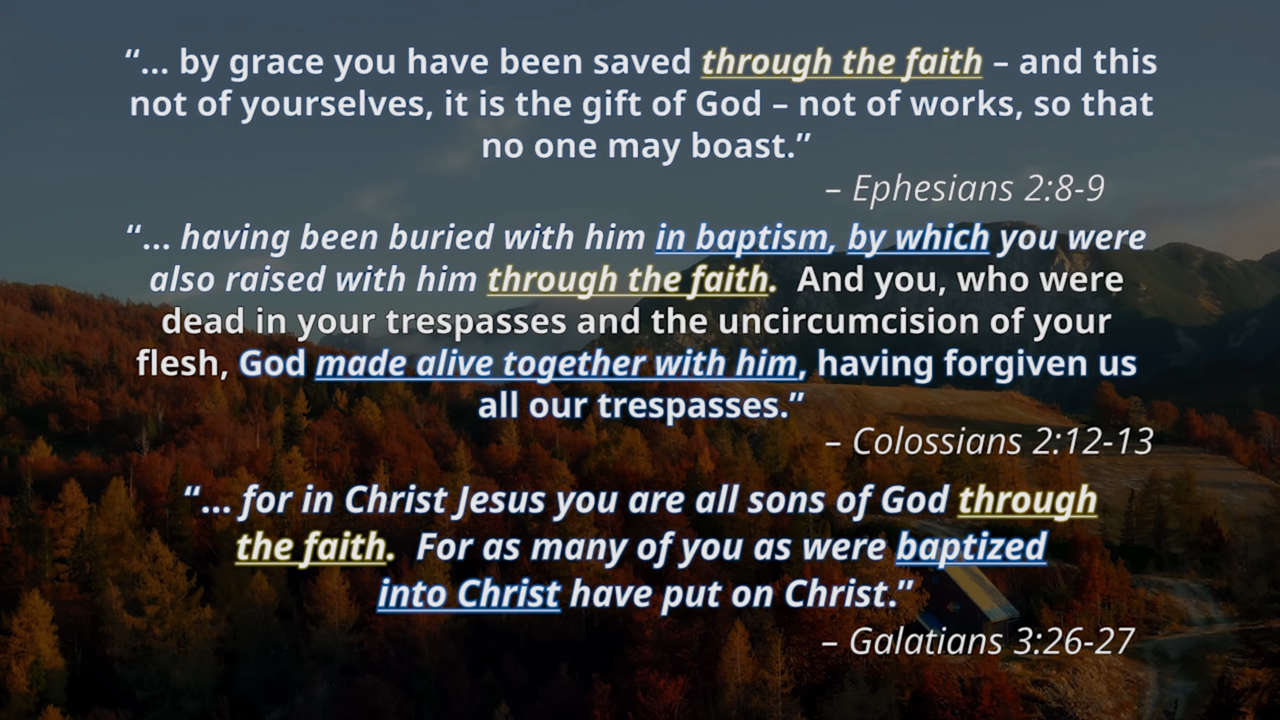 “... by grace you have been saved through the faith – and this
not of yourselves, it is the gift of God – not of works, so that
no one may boast.”
– Ephesians 2:8-9
“... having been buried with him in baptism, by which you were
also raised with him through the faith. And you, who were
dead in your trespasses and the uncircumcision of your
flesh, God made alive together with him, having forgiven us
all our trespasses.”
– Colossians 2:12-13
“... for in Christ Jesus you are all sons of God through
the faith. For as many of you as were baptized
into Christ have put on Christ.”
– Galatians 3:26-27